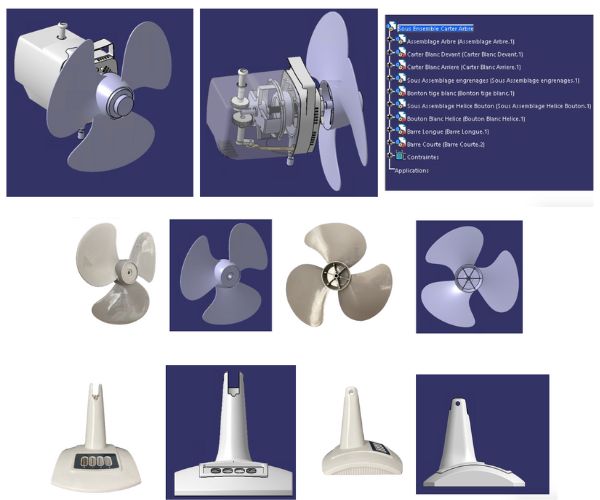 Sous Ensemble Carter Arbre
Assemblage Arbre (Assemblage Arbre.1)
Carter Blanc Devant (Carter Blanc Devant.1)
Carter Blanc Arriere (Carter Blanc Arriere.1)
Sous Assemblage engrenages (Sous Assemblage engrenages.1)
Bonton tige blanc (Bonton tige blanc.1)
Sous Assemblage Helice Bouton (Sous Assemblage Helice Bouton.1)
Bouton Blanc Helice (Bouton Blanc Helice.1)
Barre Longue (Barre Longue.1)
Barre Courte (Barre Courte.2)
Contraintes
Applications